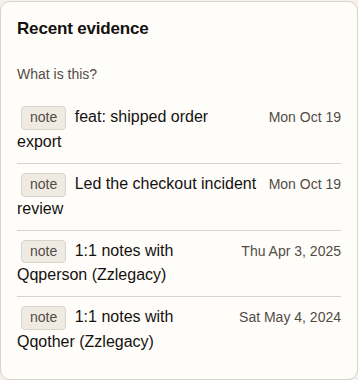 Recent evidence
What is this?
note feat: shipped order Mon Oct 19
export
note Led the checkout incident Mon Oct 19
review
note 1:1 notes with Thu Apr 3, 2025
Qqperson (Zzlegacy)
note 1:1 notes with Sat May 4, 2024
Qqother (Zzlegacy)